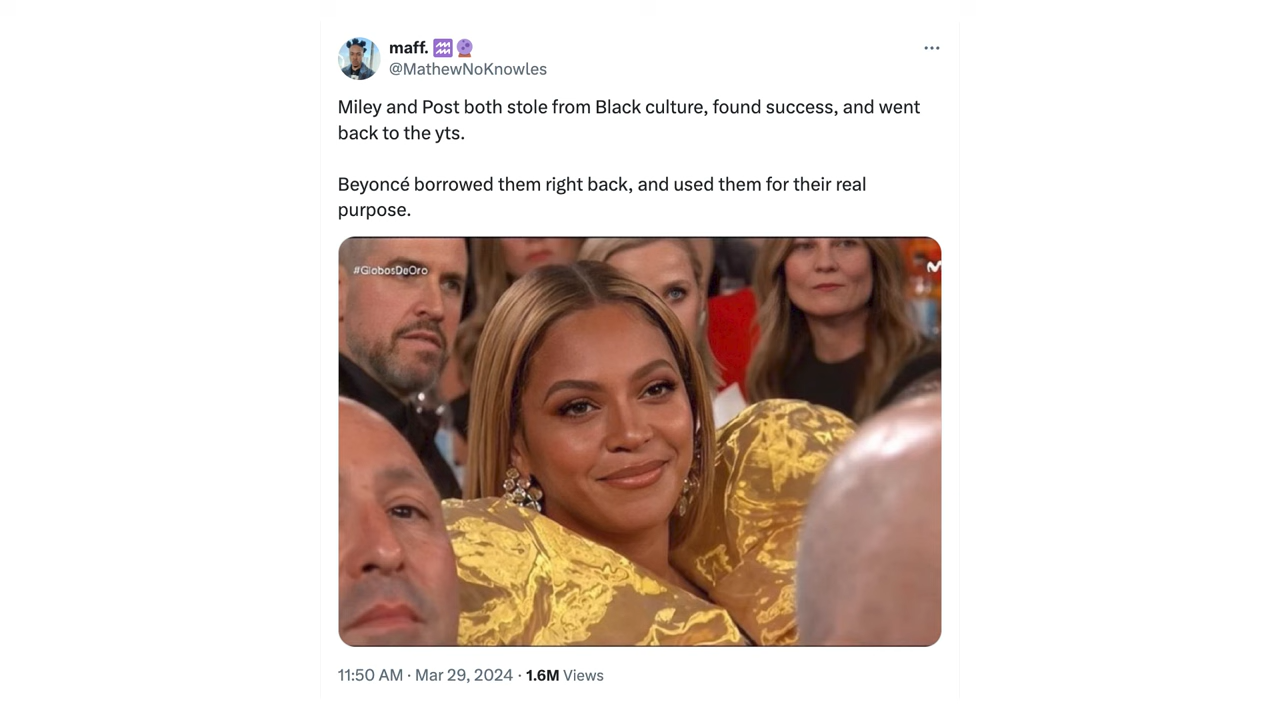 maff. ♒🔮
@MathewNoKnowles
Miley and Post both stole from Black culture, found success, and went
back to the yts.
Beyoncé borrowed them right back, and used them for their real
purpose.
#GlobosDeOro
11:50 AM · Mar 29, 2024 · 1.6M Views